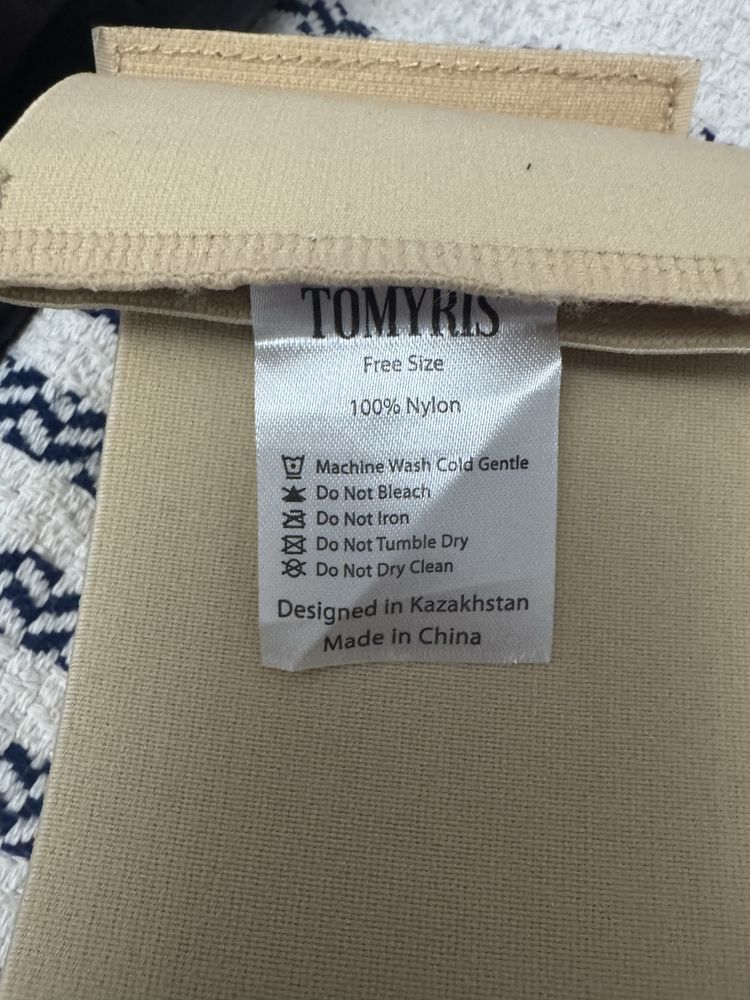 TOMYRIS
Free Size
100% Nylon
Machine Wash Cold Gentle
Do Not Bleach
Do Not Iron
Do Not Tumble Dry
Do Not Dry Clean
Designed in Kazakhstan
Made in China